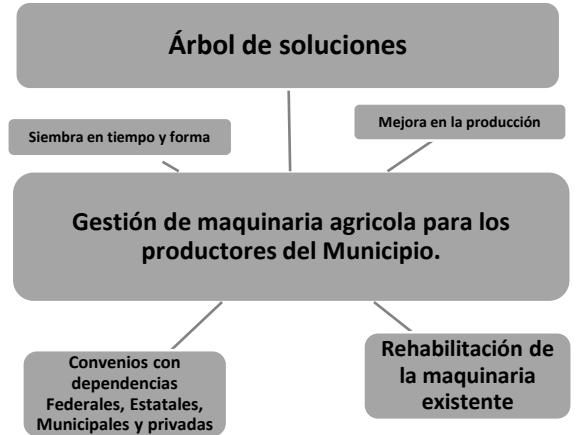 Árbol de soluciones
Siembra en tiempo y forma
Mejora en la producción
Gestión de maquinaria agricola para los
productores del Municipio.
Convenios con
dependencias
Federales, Estatales,
Municipales y privadas
Rehabilitación de
la maquinaria
existente